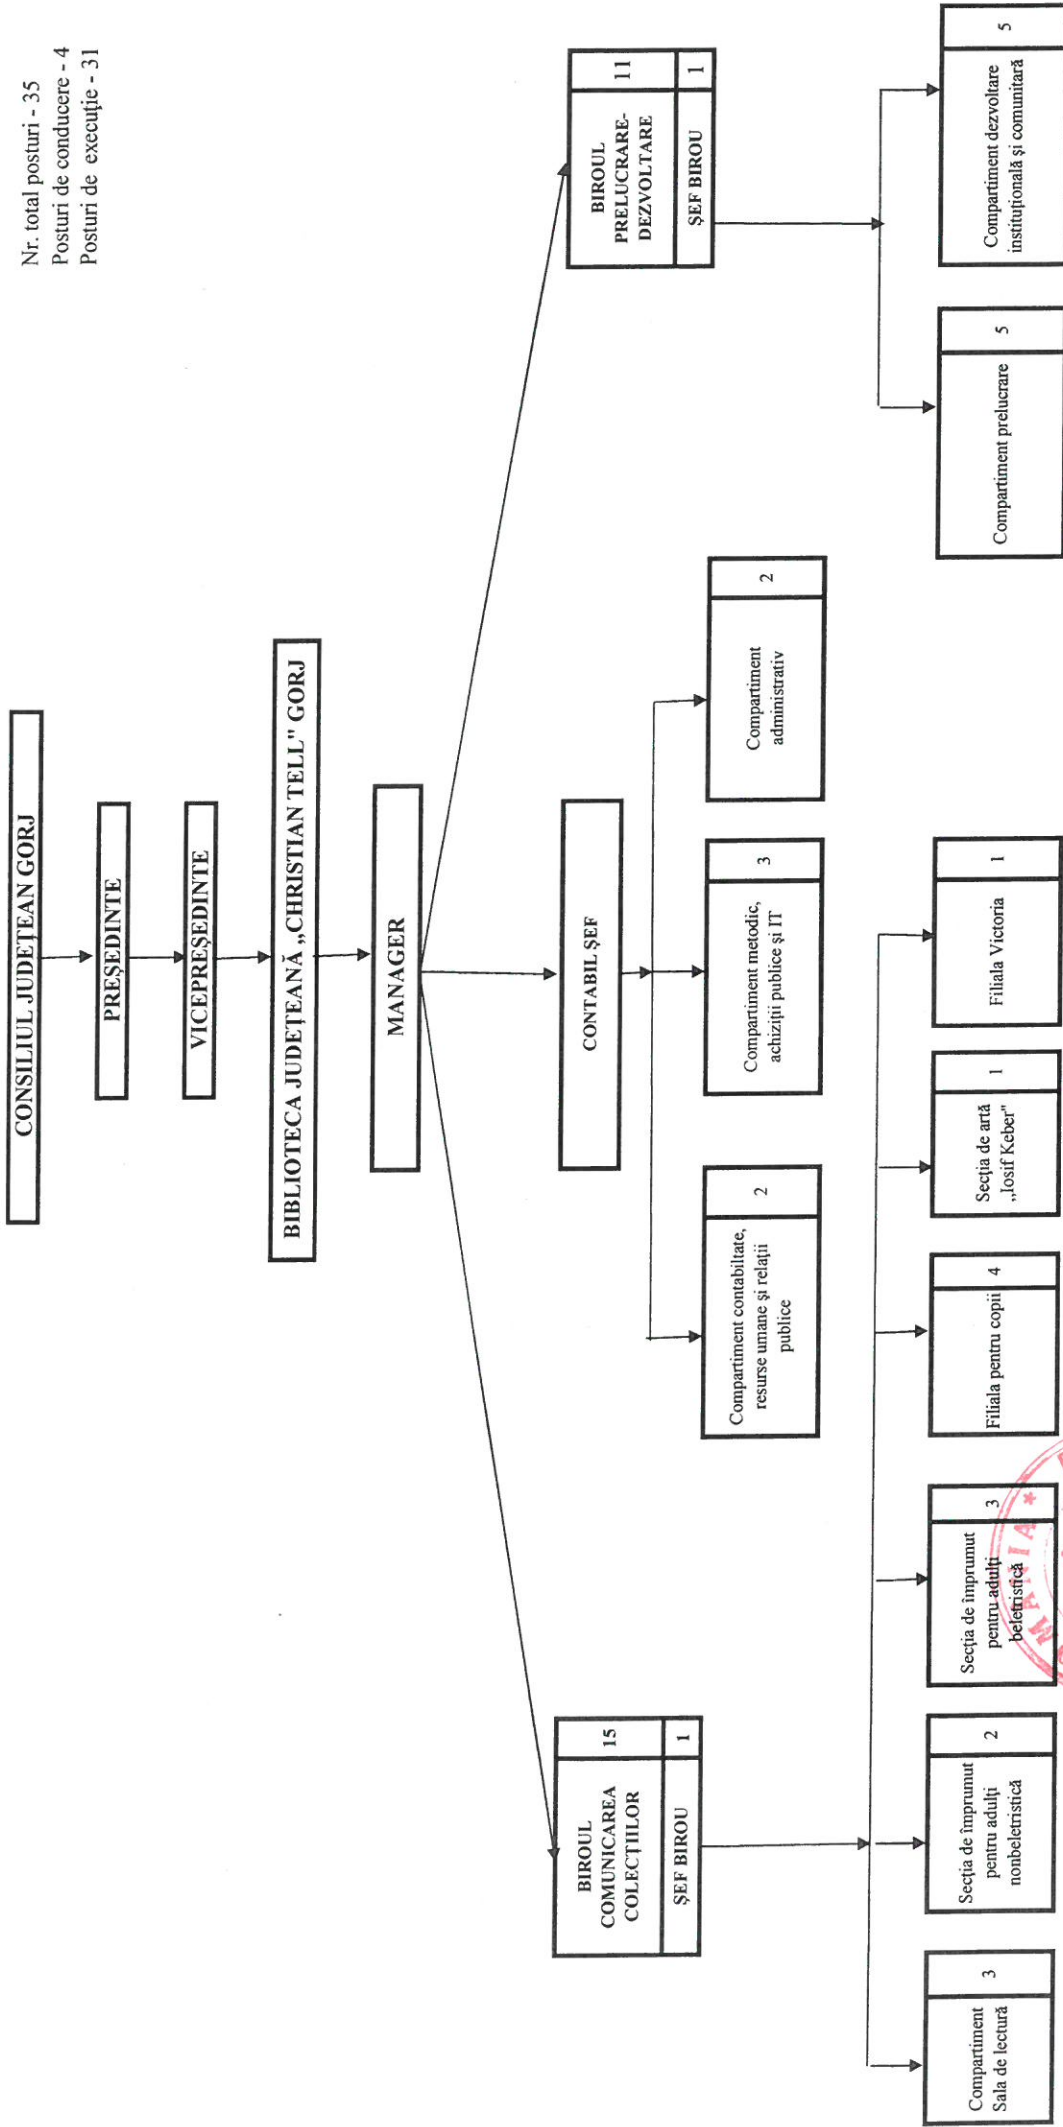 Nr. total posturi - 35
Posturi de conducere - 4
Posturi de execuție - 31
CONSILIUL JUDEȚEAN GORJ
PREȘEDINTE
VICEPREȘEDINTE
BIBLIOTECA JUDEȚEANĂ „CHRISTIAN TELL" GORJ
MANAGER
BIROUL
COMUNICAREA
COLECȚIILOR
15
ȘEF BIROU
1
CONTABIL ȘEF
BIROUL
PRELUCRARE-
DEZVOLTARE
11
ȘEF BIROU
1
Compartiment contabiltate,
resurse umane și relații
publice
2
Compartiment metodic,
achiziții publice și IT
3
Compartiment
administrativ
2
Compartiment
Sala de lectură
3
Secția de împrumut
pentru adulți
nonbeletristică
2
Secția de împrumut
pentru adulți
beletristică
3
Filiala pentru copii
4
Secția de artă
„Iosif Keber"
1
Filiala Victoria
1
Compartiment prelucrare
5
Compartiment dezvoltare
instituțională și comunitară
5